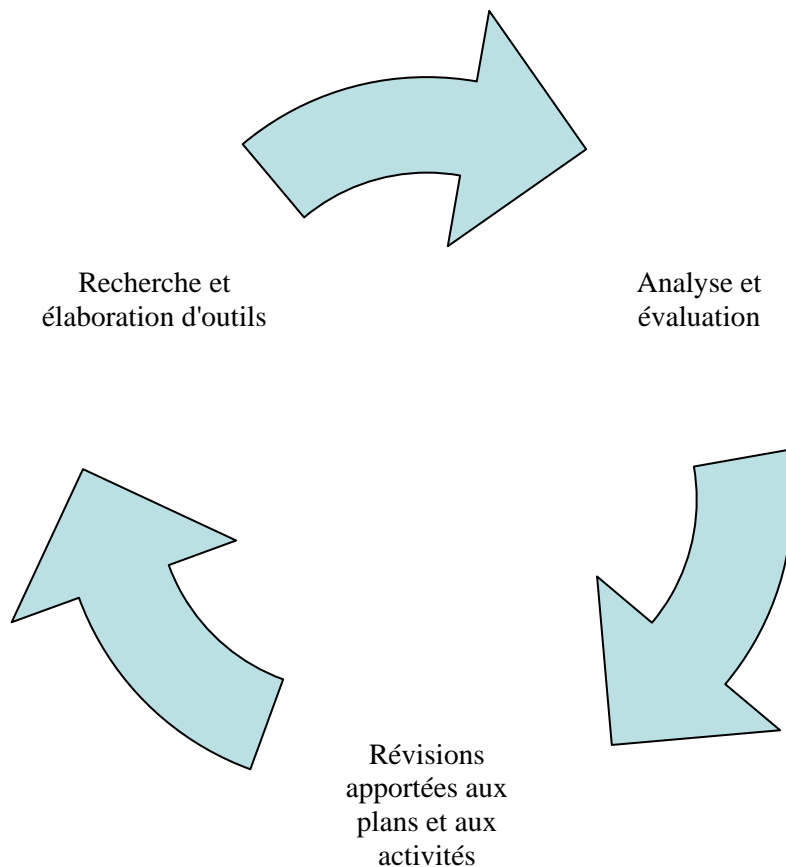 Recherche et
élaboration d'outils
Analyse et
évaluation
Révisions
apportées aux
plans et aux
activités